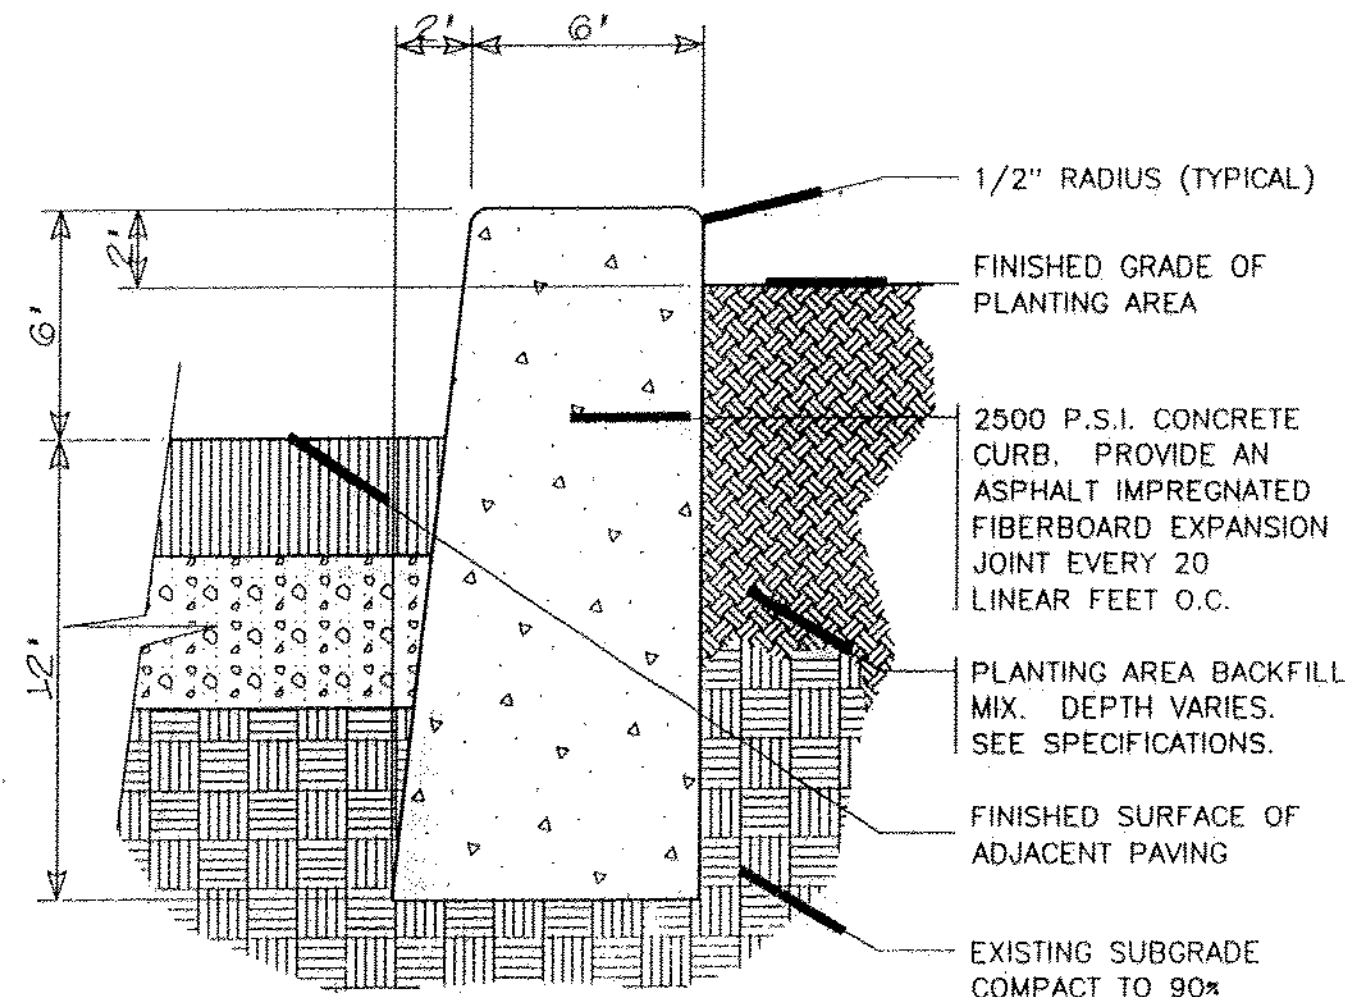 2'
6'
1/2" RADIUS (TYPICAL)
2'
FINISHED GRADE OF
PLANTING AREA
6'
2500 P.S.I. CONCRETE
CURB. PROVIDE AN
ASPHALT IMPREGNATED
FIBERBOARD EXPANSION
JOINT EVERY 20
LINEAR FEET O.C.
12'
PLANTING AREA BACKFILL
MIX. DEPTH VARIES.
SEE SPECIFICATIONS.
FINISHED SURFACE OF
ADJACENT PAVING
EXISTING SUBGRADE
COMPACT TO 90%